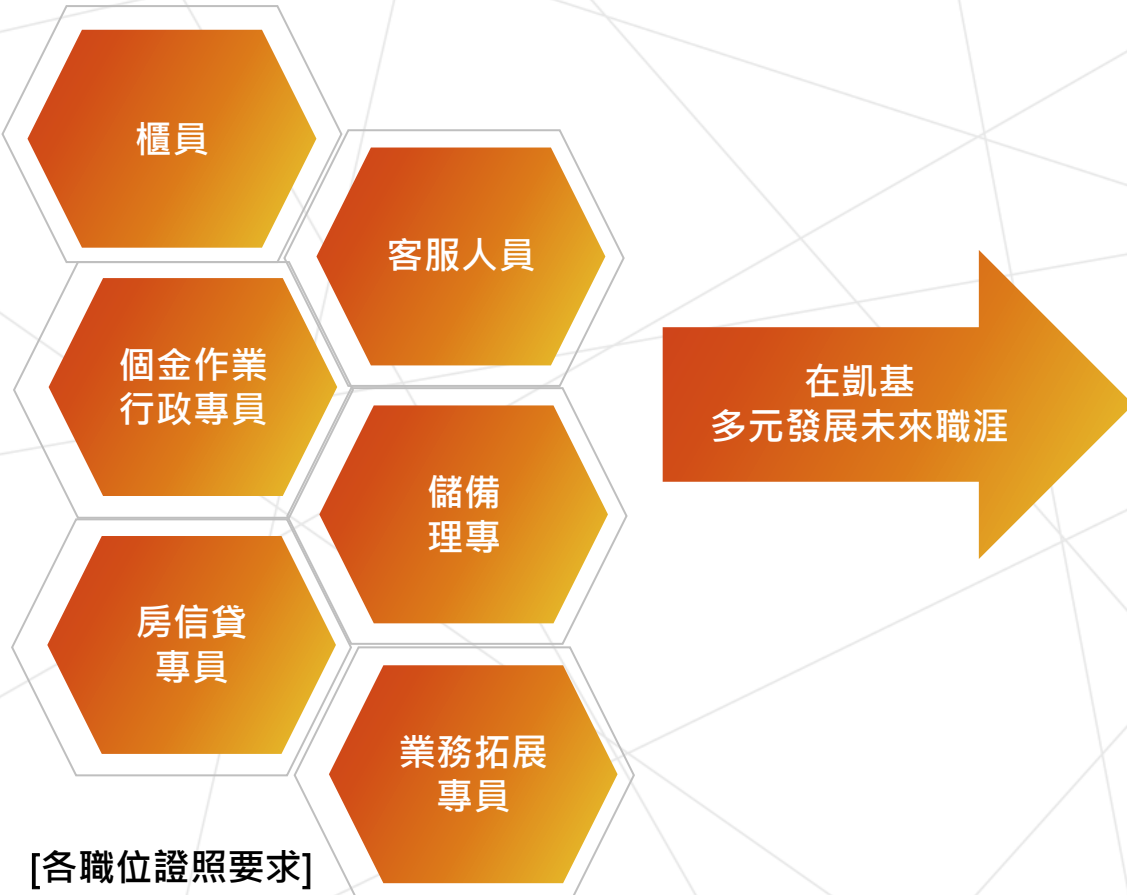 櫃員
客服人員
個金作業
行政專員
儲備
理專
房信貸
專員
業務拓展
專員
在凱基
多元發展未來職涯
[各職位證照要求]